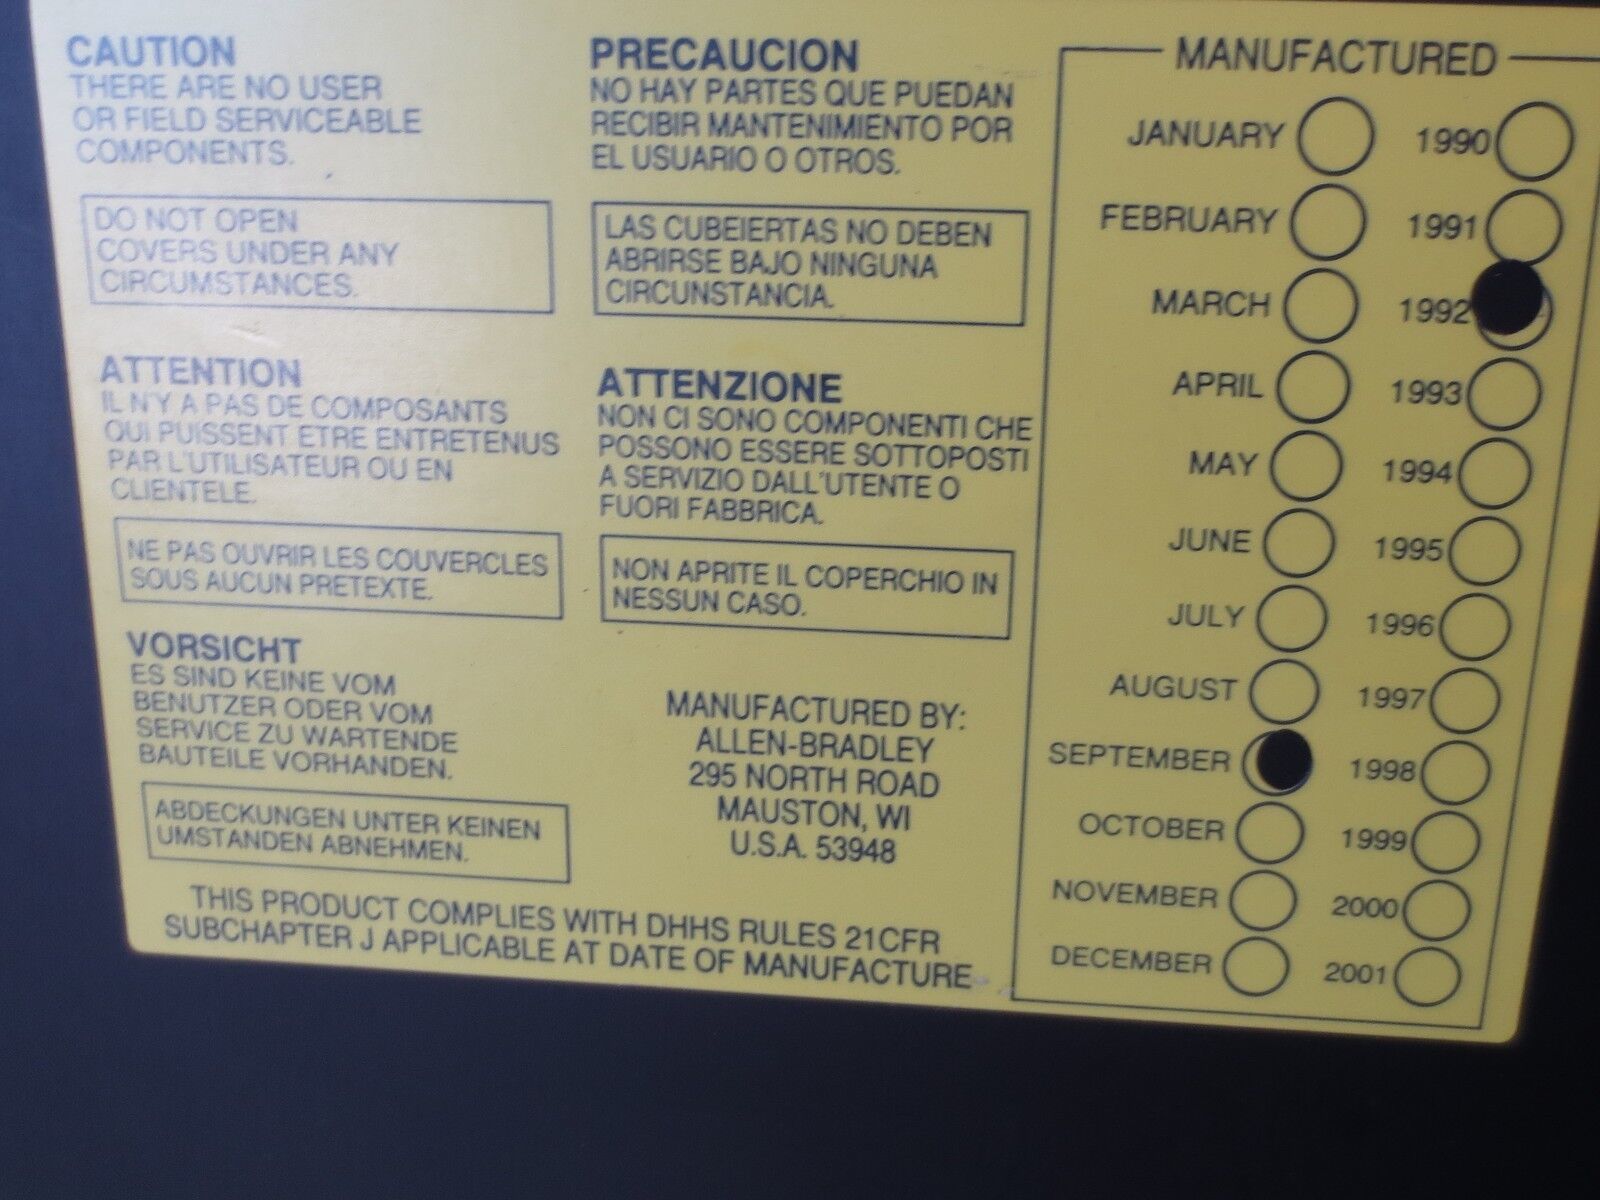 CAUTION
THERE ARE NO USER
OR FIELD SERVICEABLE
COMPONENTS.
DO NOT OPEN
COVERS UNDER ANY
CIRCUMSTANCES.
ATTENTION
IL N'Y A PAS DE COMPOSANTS
QUI PUISSENT ETRE ENTRETENUS
PAR L'UTILISATEUR OU EN
CLIENTELE.
NE PAS OUVRIR LES COUVERCLES
SOUS AUCUN PRETEXTE.
VORSICHT
ES SIND KEINE VOM
BENUTZER ODER VOM
SERVICE ZU WARTENDE
BAUTEILE VORHANDEN.
ABDECKUNGEN UNTER KEINEN
UMSTANDEN ABNEHMEN.
PRECAUCION
NO HAY PARTES QUE PUEDAN
RECIBIR MANTENIMIENTO POR
EL USUARIO O OTROS.
LAS CUBEIERTAS NO DEBEN
ABRIRSE BAJO NINGUNA
CIRCUNSTANCIA.
ATTENZIONE
NON CI SONO COMPONENTI CHE
POSSONO ESSERE SOTTOPOSTI
A SERVIZIO DALL'UTENTE O
FUORI FABBRICA.
NON APRITE IL COPERCHIO IN
NESSUN CASO.
MANUFACTURED BY:
ALLEN-BRADLEY
295 NORTH ROAD
MAUSTON, WI
U.S.A. 53948
THIS PRODUCT COMPLIES WITH DHHS RULES 21CFR
SUBCHAPTER J APPLICABLE AT DATE OF MANUFACTURE
MANUFACTURED
JANUARY 1990
FEBRUARY 1991
MARCH 1992
APRIL 1993
MAY 1994
JUNE 1995
JULY 1996
AUGUST 1997
SEPTEMBER 1998
OCTOBER 1999
NOVEMBER 2000
DECEMBER 2001